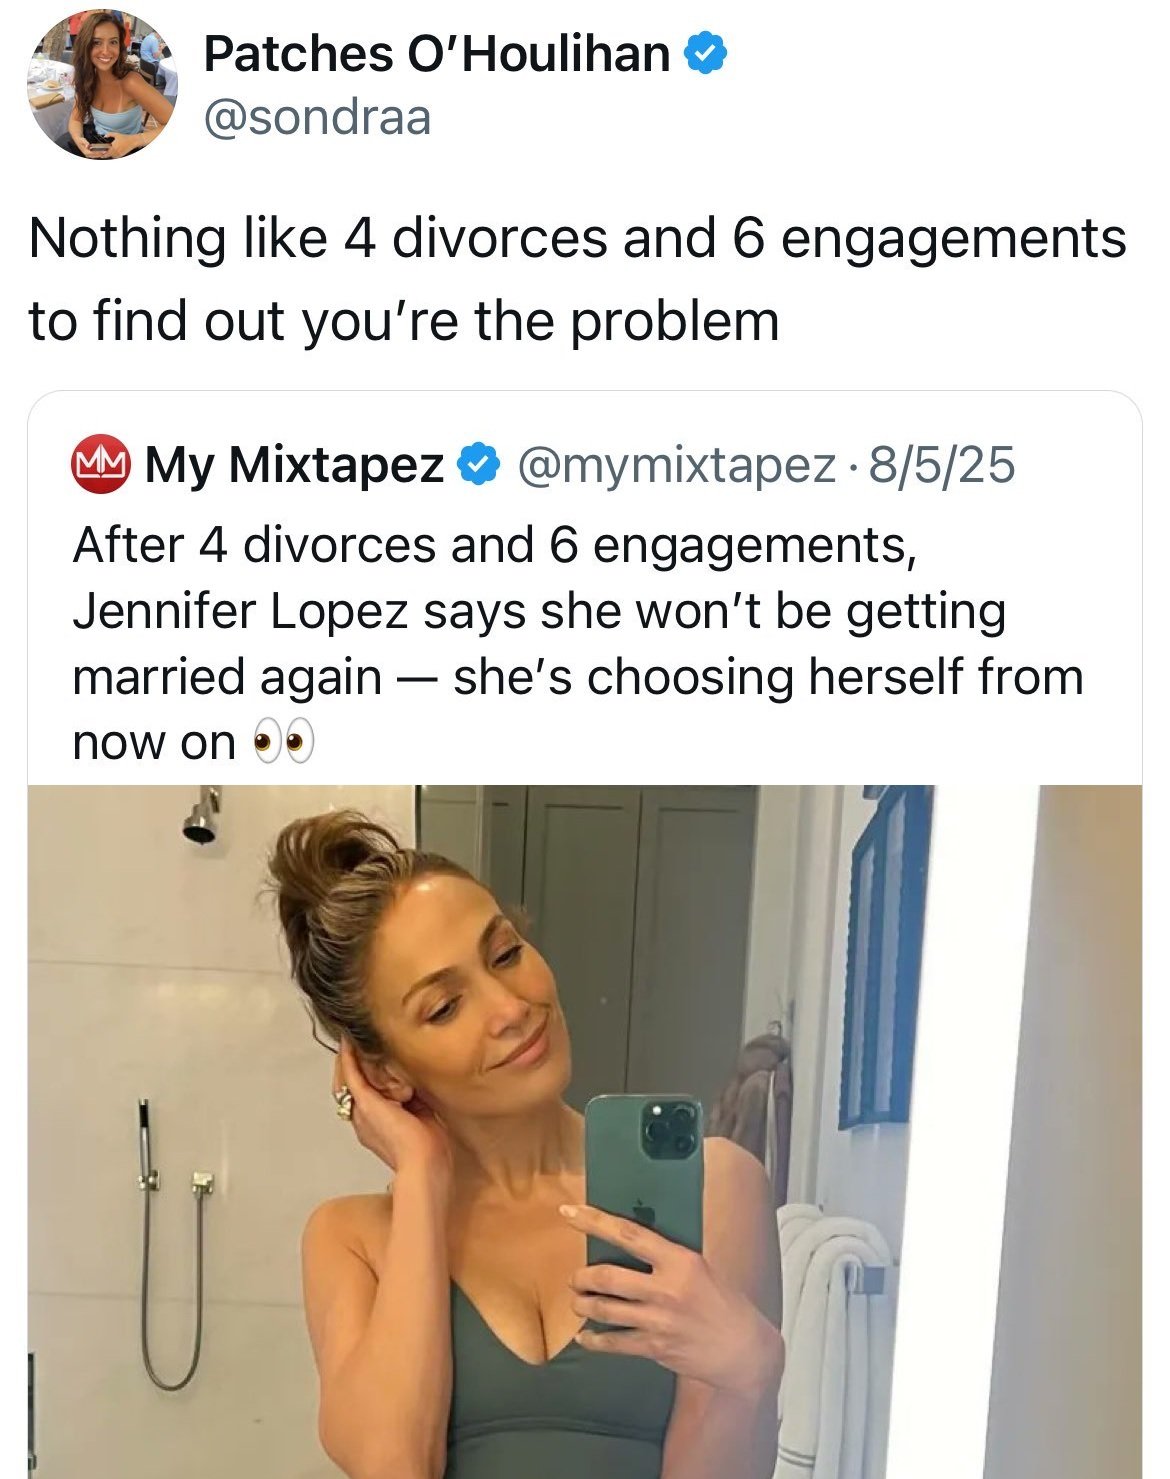 Patches O’Houlihan
@sondraa
Nothing like 4 divorces and 6 engagements
to find out you’re the problem
MM My Mixtapez @mymixtapez · 8/5/25
After 4 divorces and 6 engagements,
Jennifer Lopez says she won’t be getting
married again — she’s choosing herself from
now on 👀